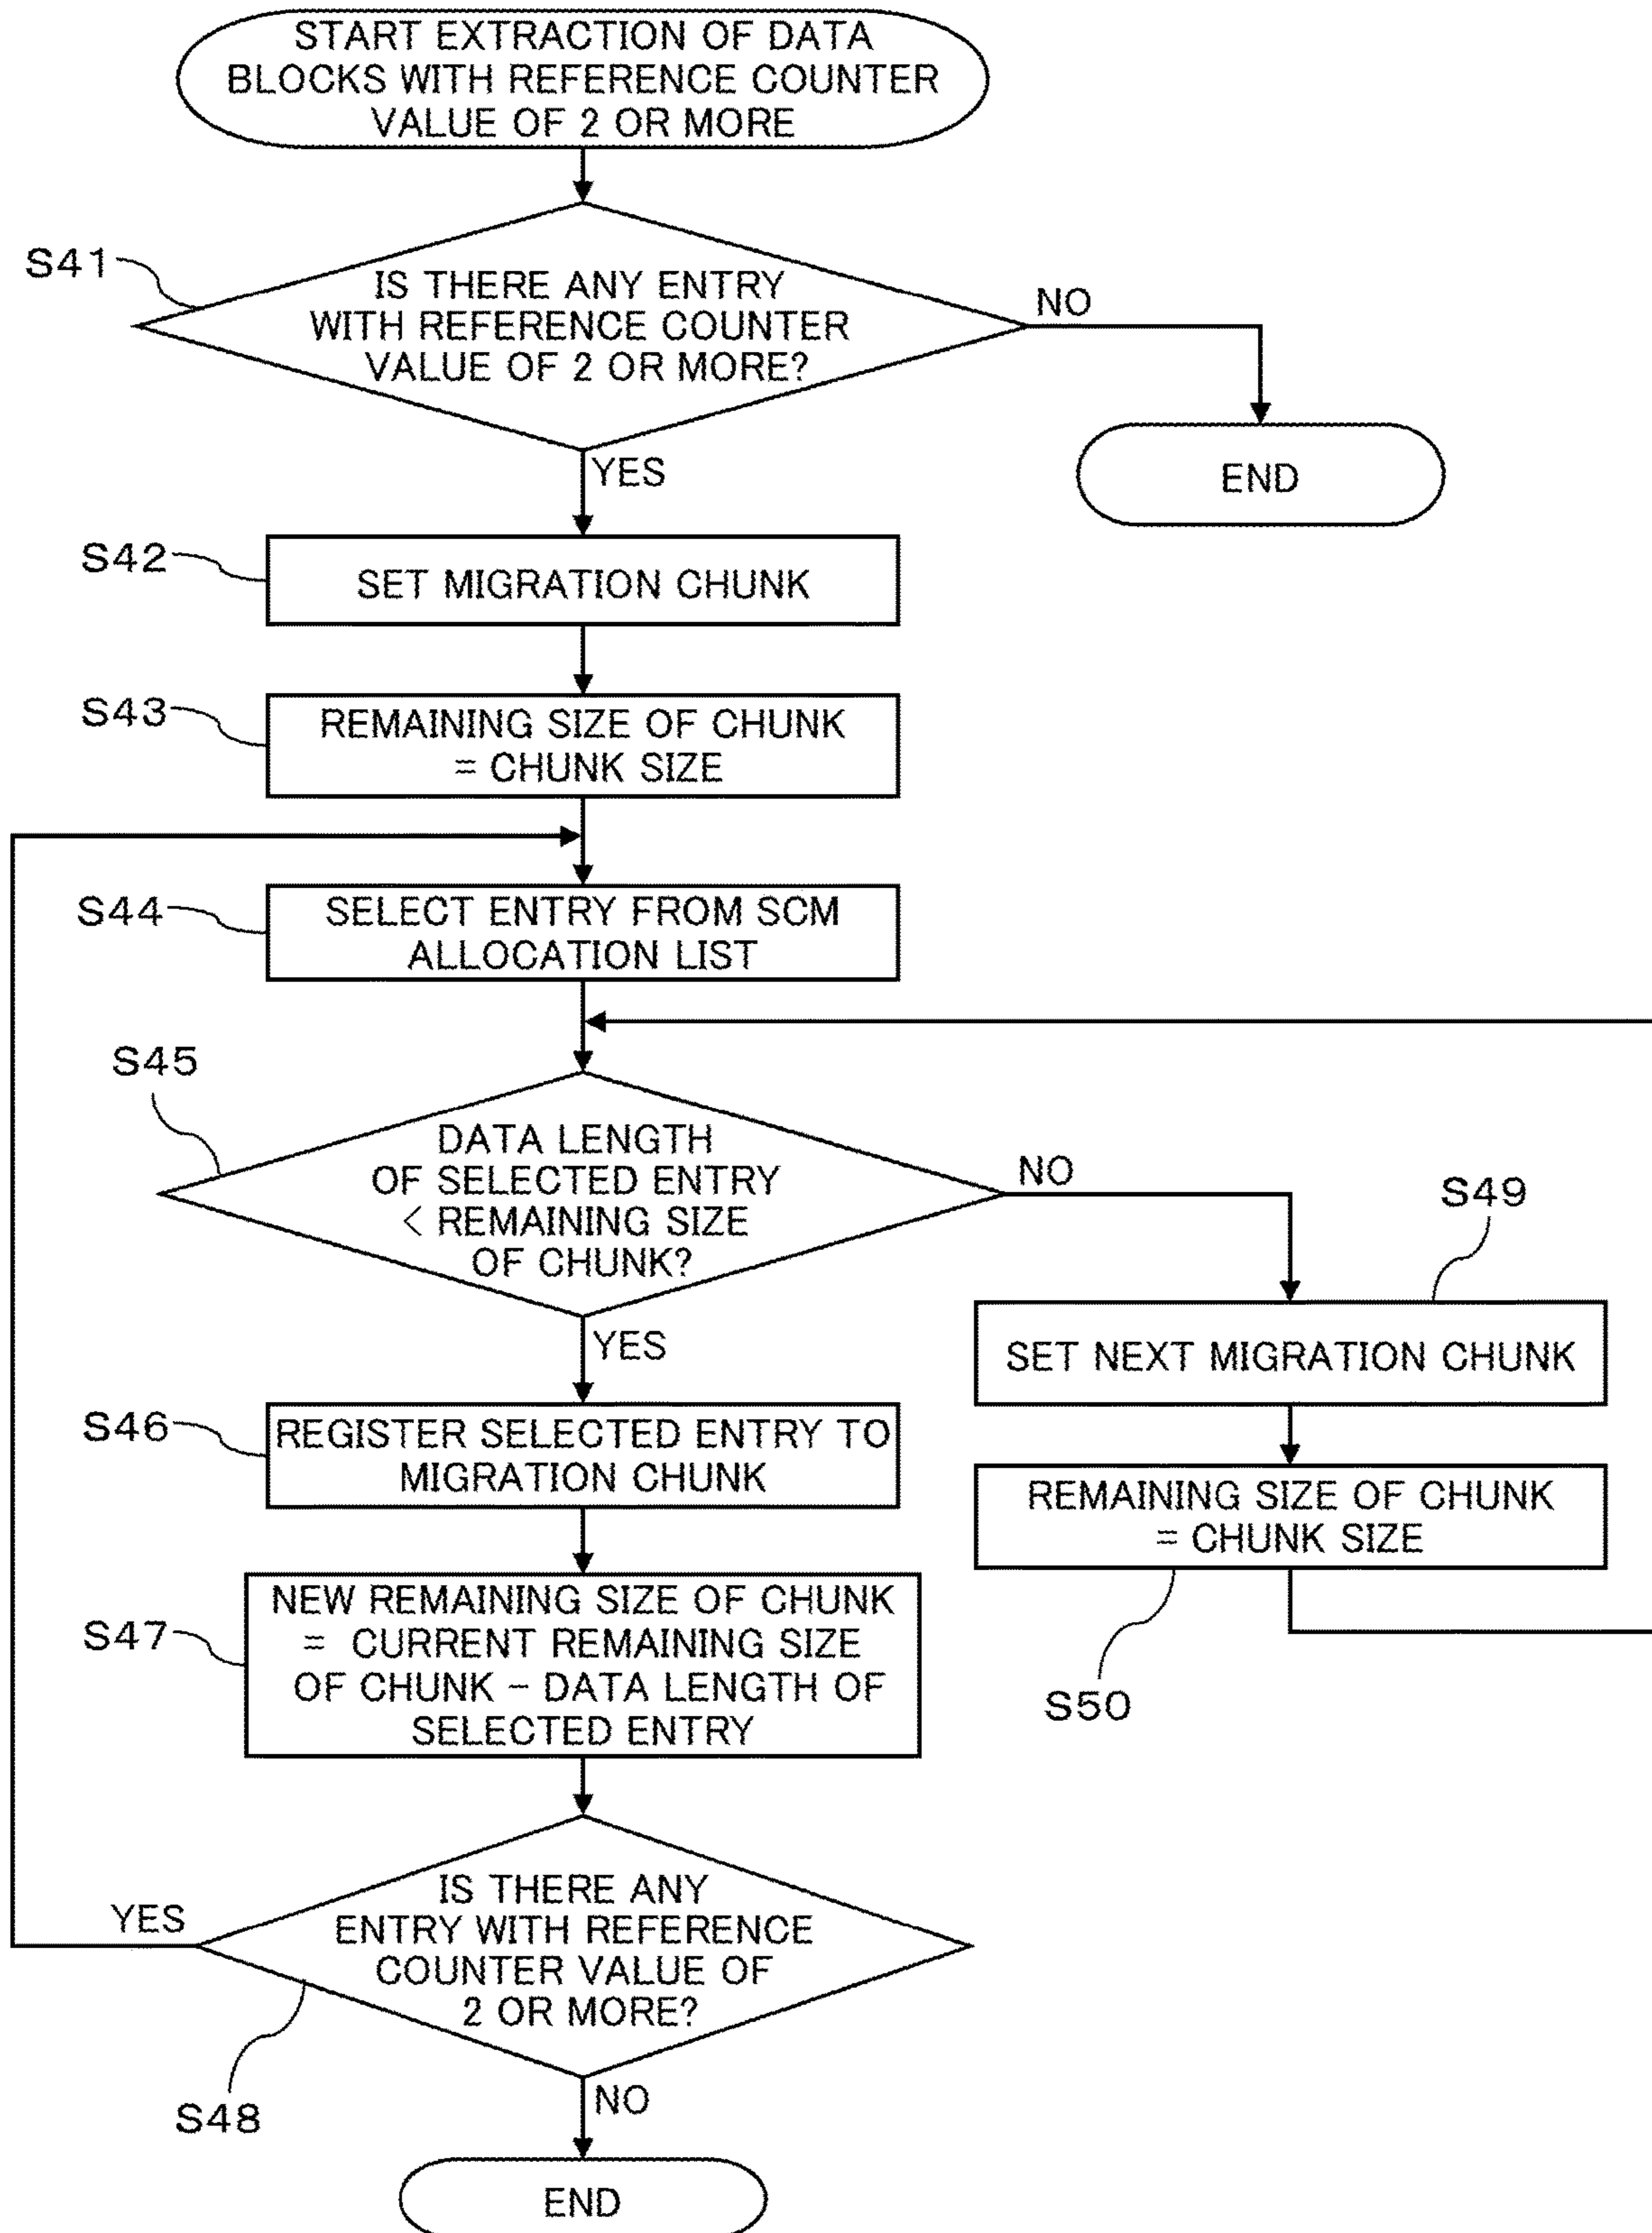 START EXTRACTION OF DATA
BLOCKS WITH REFERENCE COUNTER
VALUE OF 2 OR MORE
S41
IS THERE ANY ENTRY
WITH REFERENCE COUNTER
VALUE OF 2 OR MORE?
NO
END
YES
S42
SET MIGRATION CHUNK
S43
REMAINING SIZE OF CHUNK
= CHUNK SIZE
S44
SELECT ENTRY FROM SCM
ALLOCATION LIST
S45
DATA LENGTH
OF SELECTED ENTRY
< REMAINING SIZE
OF CHUNK?
NO
S49
SET NEXT MIGRATION CHUNK
YES
S46
REGISTER SELECTED ENTRY TO
MIGRATION CHUNK
REMAINING SIZE OF CHUNK
= CHUNK SIZE
S50
S47
NEW REMAINING SIZE OF CHUNK
= CURRENT REMAINING SIZE
OF CHUNK - DATA LENGTH OF
SELECTED ENTRY
IS THERE ANY
ENTRY WITH REFERENCE
COUNTER VALUE OF
2 OR MORE?
YES
S48
NO
END